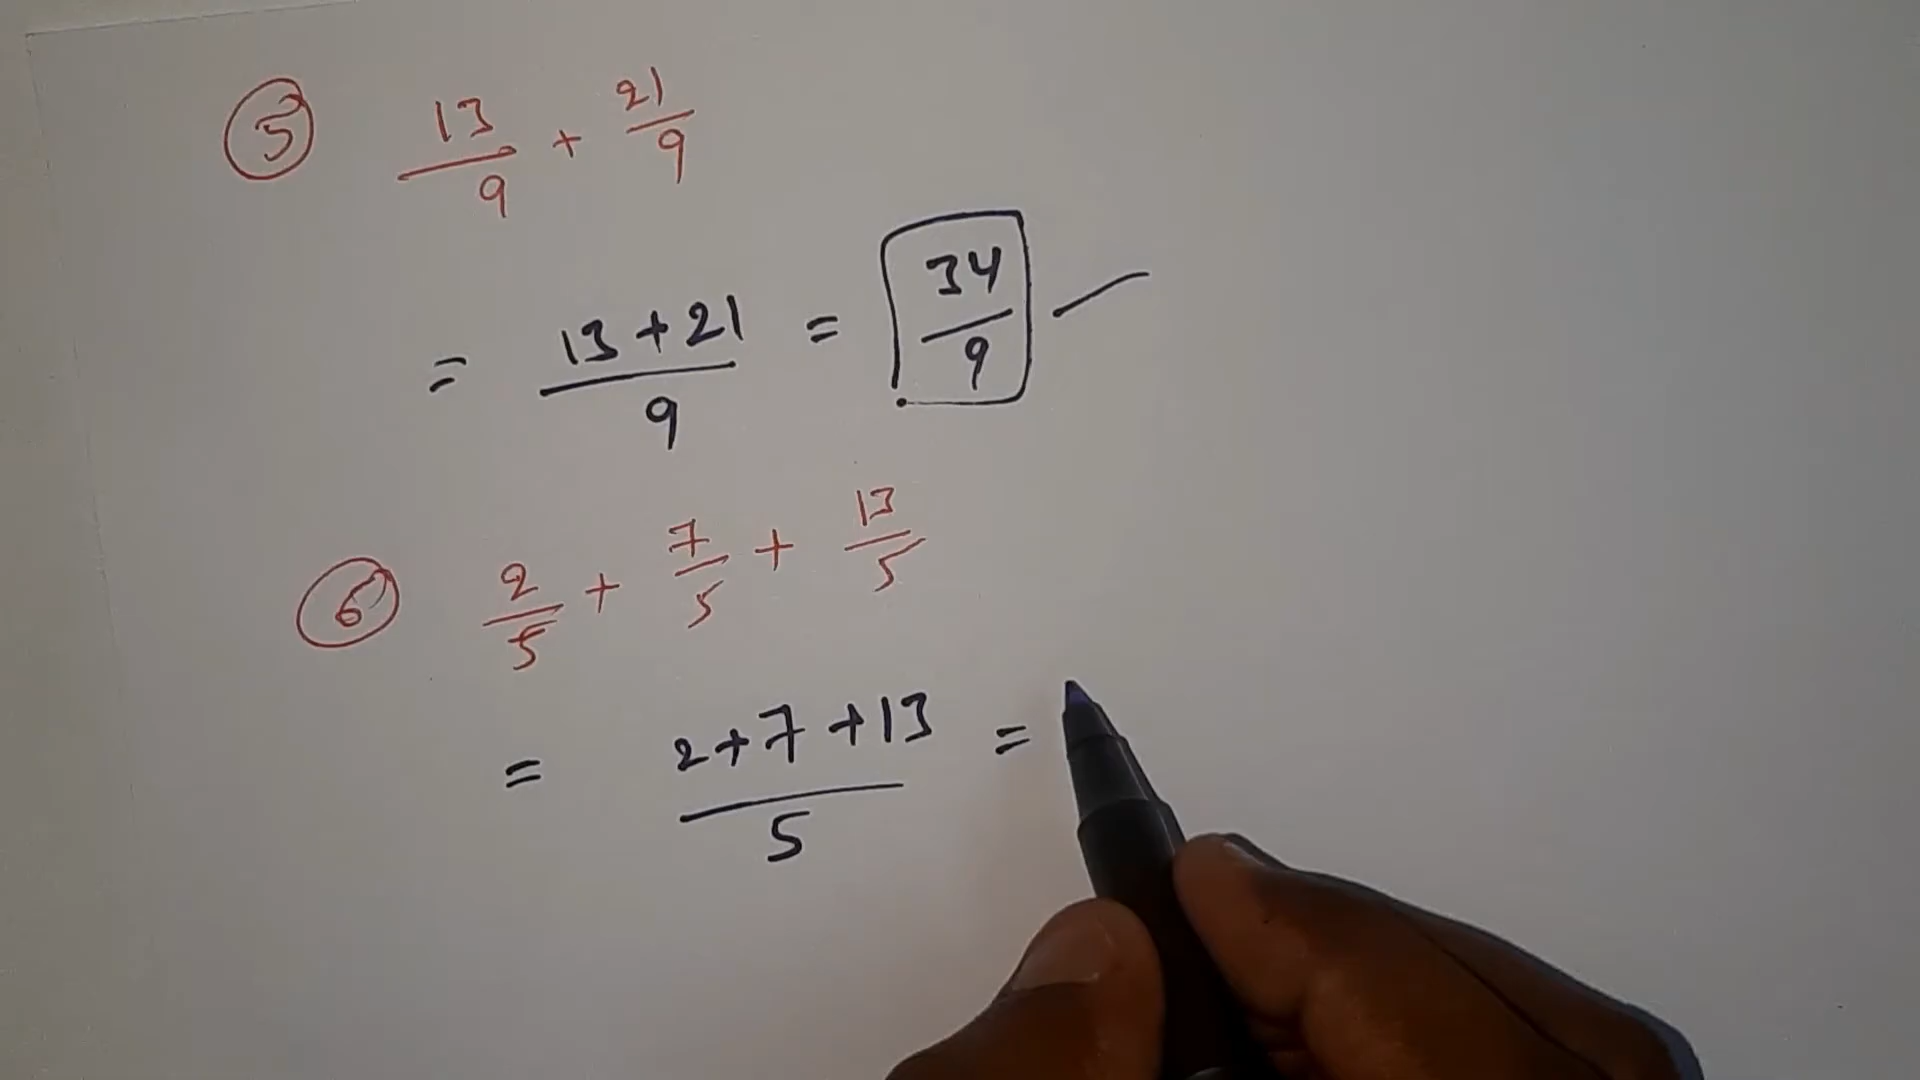 ⑤ 13/9 + 21/9
= 13+21/9 = 34/9
⑥ 2/5 + 7/5 + 13/5
= 2+7+13/5 =